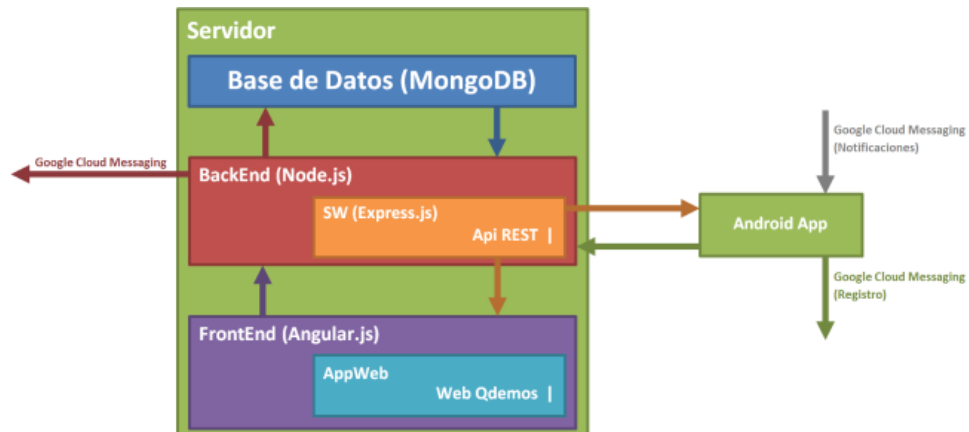 Servidor
Base de Datos (MongoDB)
Google Cloud Messaging
BackEnd (Node.js)
SW (Express.js)
Api REST |
Google Cloud Messaging
(Notificaciones)
Android App
Google Cloud Messaging
(Registro)
FrontEnd (Angular.js)
AppWeb
Web Qdemos |